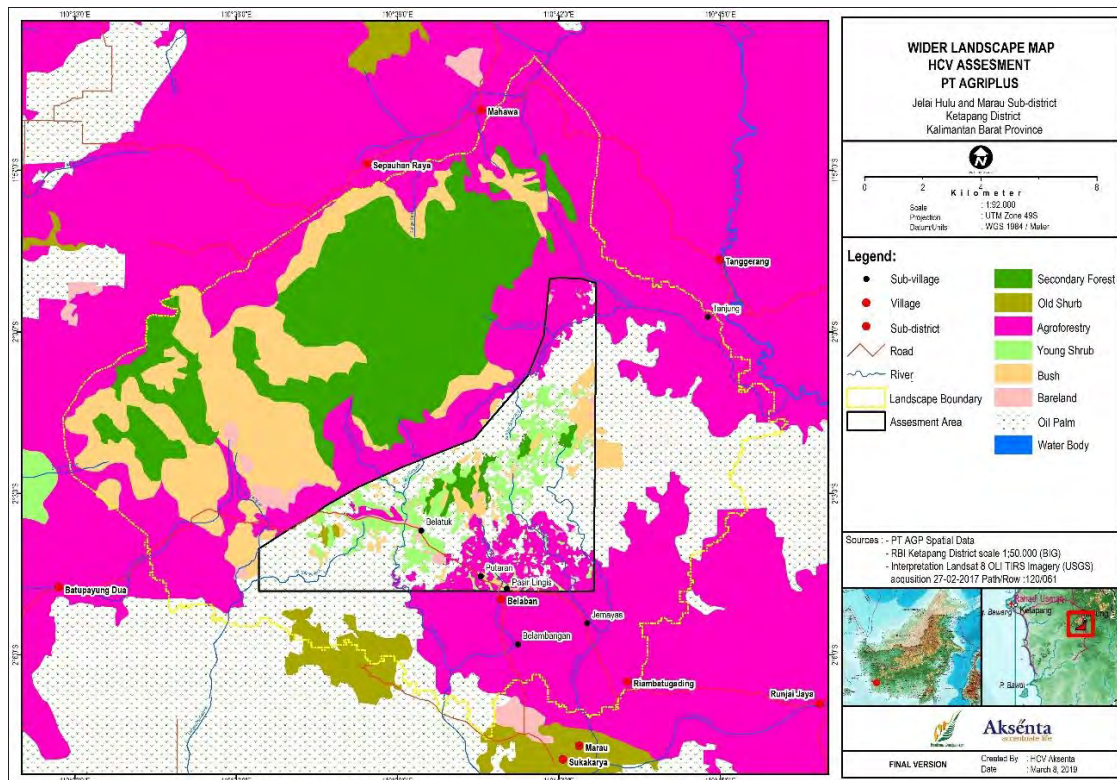 WIDER LANDSCAPE MAP
HCV ASSESMENT
PT AGRIPLUS
Jelai Hulu and Marau Sub-district
Ketapang District
Kalimantan Barat Province
N
0 4 8
Kilometer
Scale : 1:92.000
Projection : UTM Zone 49S
Datum/Units : WGS 1984 / Meter
Legend:
Sub-village
Village
Sub-district
Road
River
Landscape Boundary
Assesment Area
Secondary Forest
Old Shurb
Agroforestry
Young Shrub
Bush
Bareland
Oil Palm
Water Body
Sources : - PT AGP Spatial Data
- RBI Ketapang District scale 1:50.000 (BIG)
- Interpretation Landsat 8 OLI TIRS Imagery (USGS)
acquisition 27-02-2017 Path/Row :120/061
Ketapang
Aksenta
accentuate life
FINAL VERSION
Created By : HCV Aksenta
Date : March 8, 2019
Mahawa
Sepauhan Raya
Tanggerang
Tanjung
Belatuk
Putaran
Pasir Lingis
Batupayung Dua
Belaban
Jemayas
Belambangan
Riambatugading
Runjai Jaya
Marau
Sukakarya